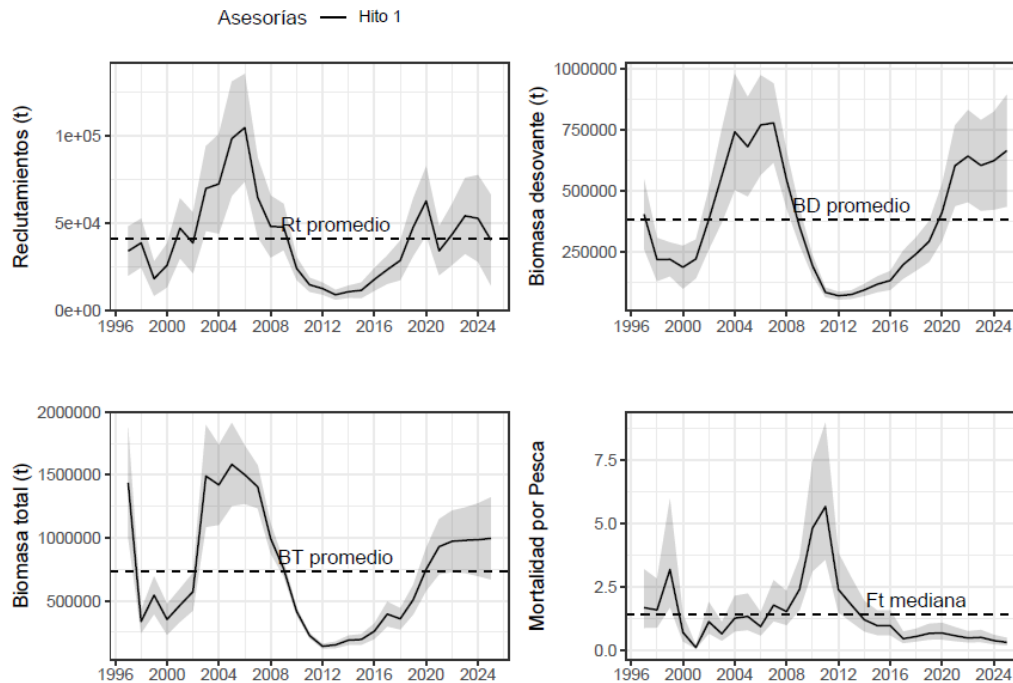 Asesorías — Hito 1
Reclutamientos (t)
1e+05
5e+04
0e+00
Rt promedio
1996 2000 2004 2008 2012 2016 2020 2024
Biomasa desovante (t)
1000000
750000
500000
250000
BD promedio
1996 2000 2004 2008 2012 2016 2020 2024
Biomasa total (t)
2000000
1500000
1000000
500000
BT promedio
1996 2000 2004 2008 2012 2016 2020 2024
Mortalidad por Pesca
7.5
5.0
2.5
0.0
Ft mediana
1996 2000 2004 2008 2012 2016 2020 2024